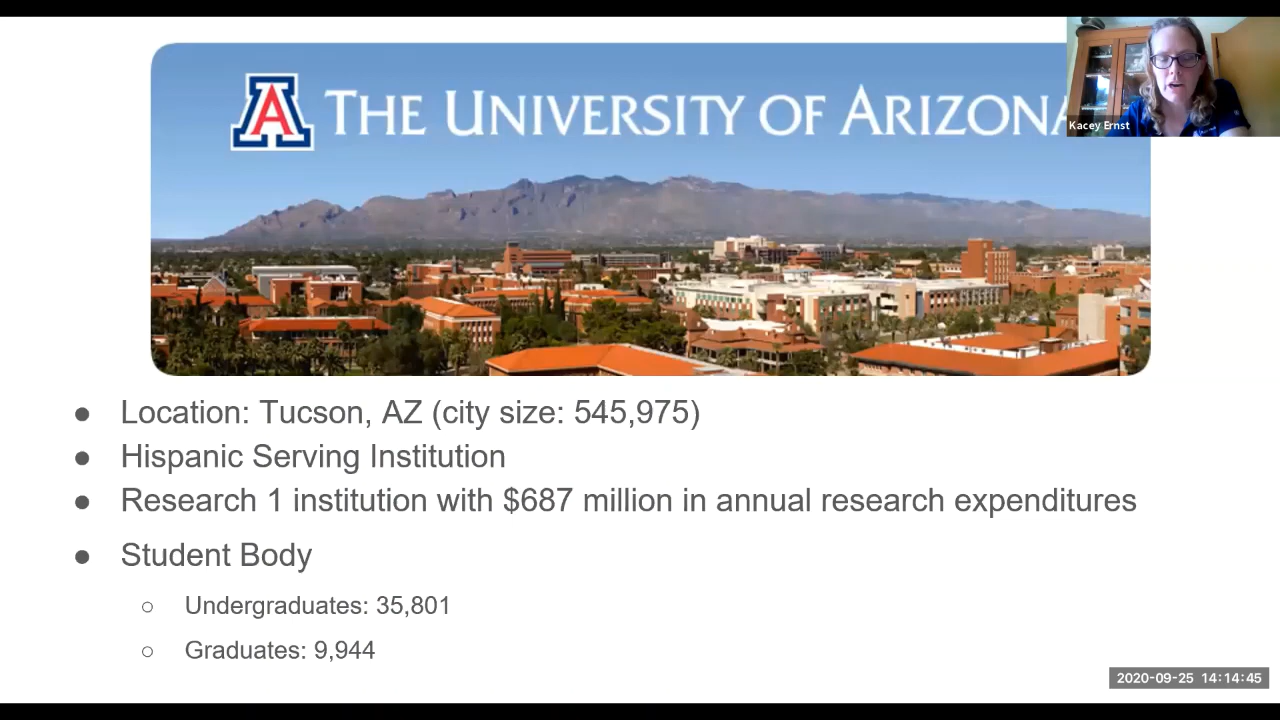 A THE UNIVERSITY OF ARIZONA
Kacey Ernst
● Location: Tucson, AZ (city size: 545,975)
● Hispanic Serving Institution
● Research 1 institution with $687 million in annual research expenditures
● Student Body
○ Undergraduates: 35,801
○ Graduates: 9,944
2020-09-25 14:14:45